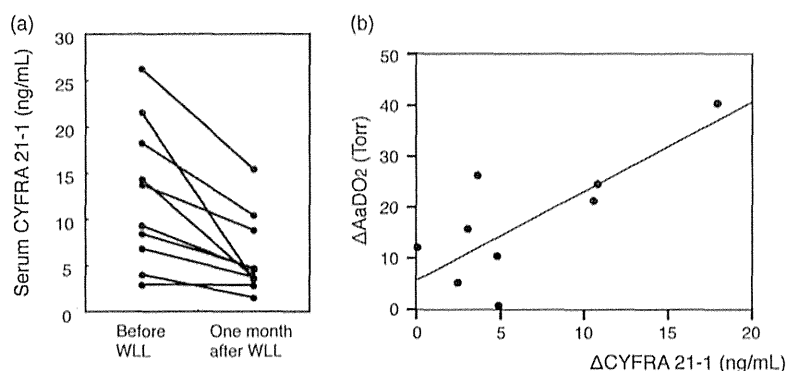 (a)
Serum CYFRA 21-1 (ng/mL)
30
25
20
15
10
5
0
Before
WLL
One month
after WLL
(b)
ΔAaDO2 (Torr)
50
40
30
20
10
0
0 5 10 15 20
ΔCYFRA 21-1 (ng/mL)